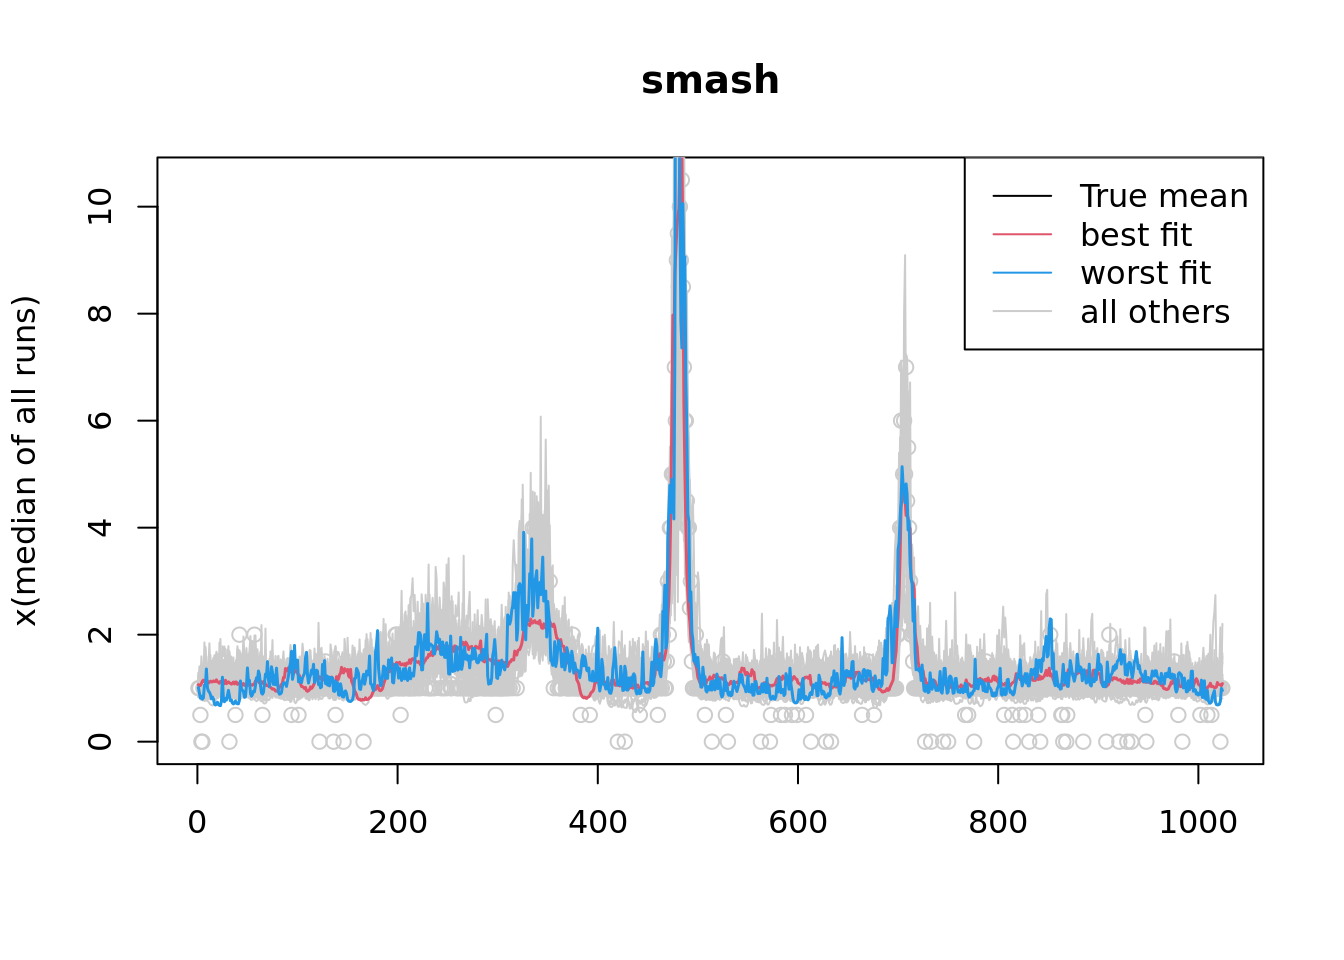 smash
x(median of all runs)
10
8
6
4
2
0
True mean
best fit
worst fit
all others
0 200 400 600 800 1000